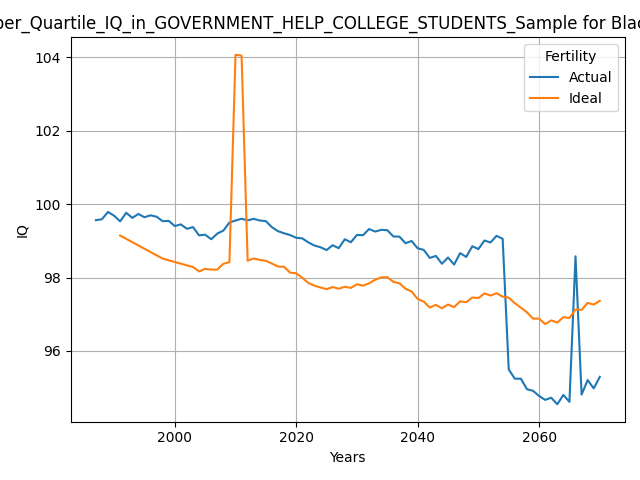 per_Quartile_IQ_in_GOVERNMENT_HELP_COLLEGE_STUDENTS_Sample for Bla
104
102
100
98
96
IQ
2000
2020
2040
2060
Years
Fertility
Actual
Ideal